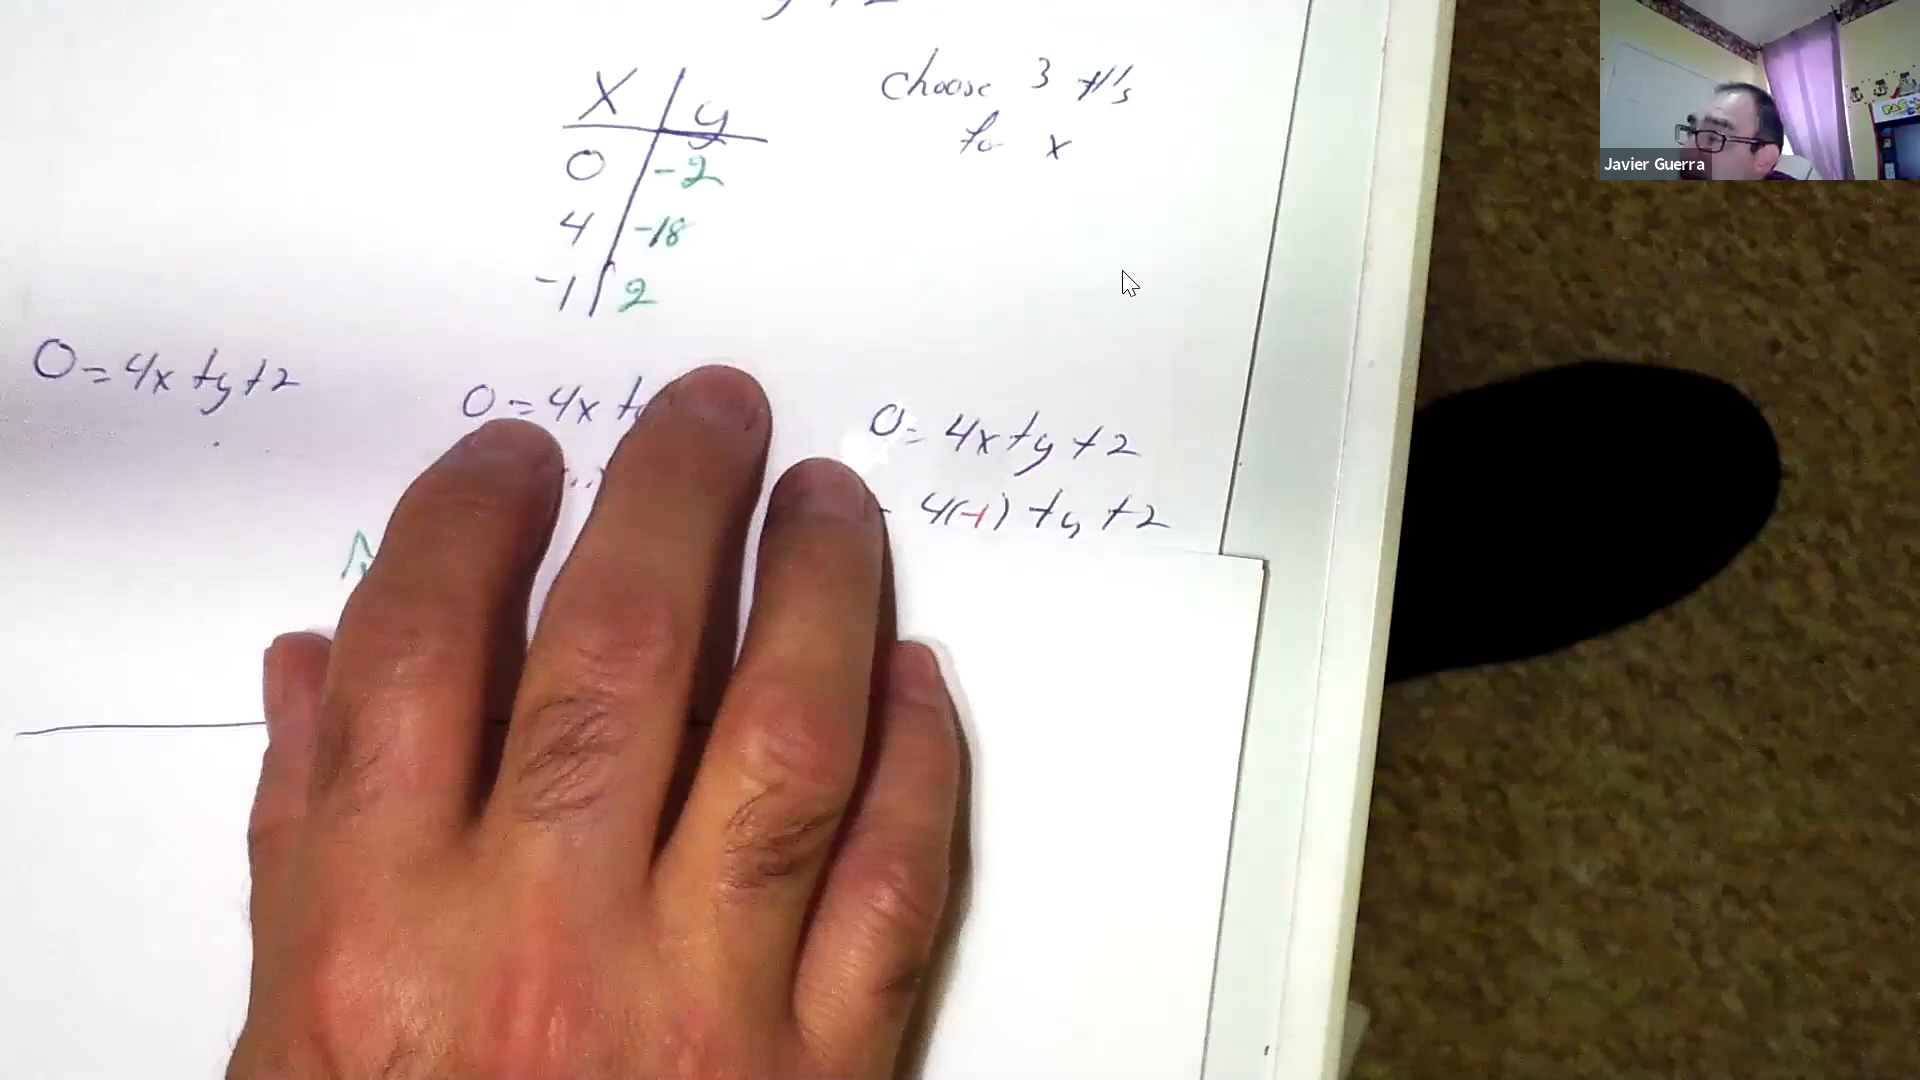 x y
0 -2
4 -18
-1 2
choose 3 #'s
for x
0 = 4x + y + 2
0 = 4x +
0 = 4x + y + 2
4(-1) + y + 2
Javier Guerra